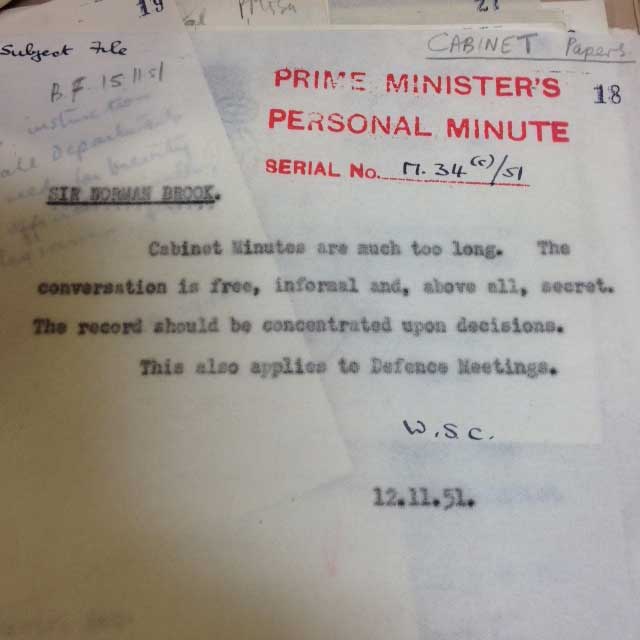 19
Subject File
CABINET Papers
B.F. 15.11.51
PRIME MINISTER'S
18
PERSONAL MINUTE
SERIAL No. M.34(c)/51
SIR NORMAN BROOK.
Cabinet Minutes are much too long. The
conversation is free, informal and, above all, secret.
The record should be concentrated upon decisions.
This also applies to Defence Meetings.
W.S.C.
12.11.51.